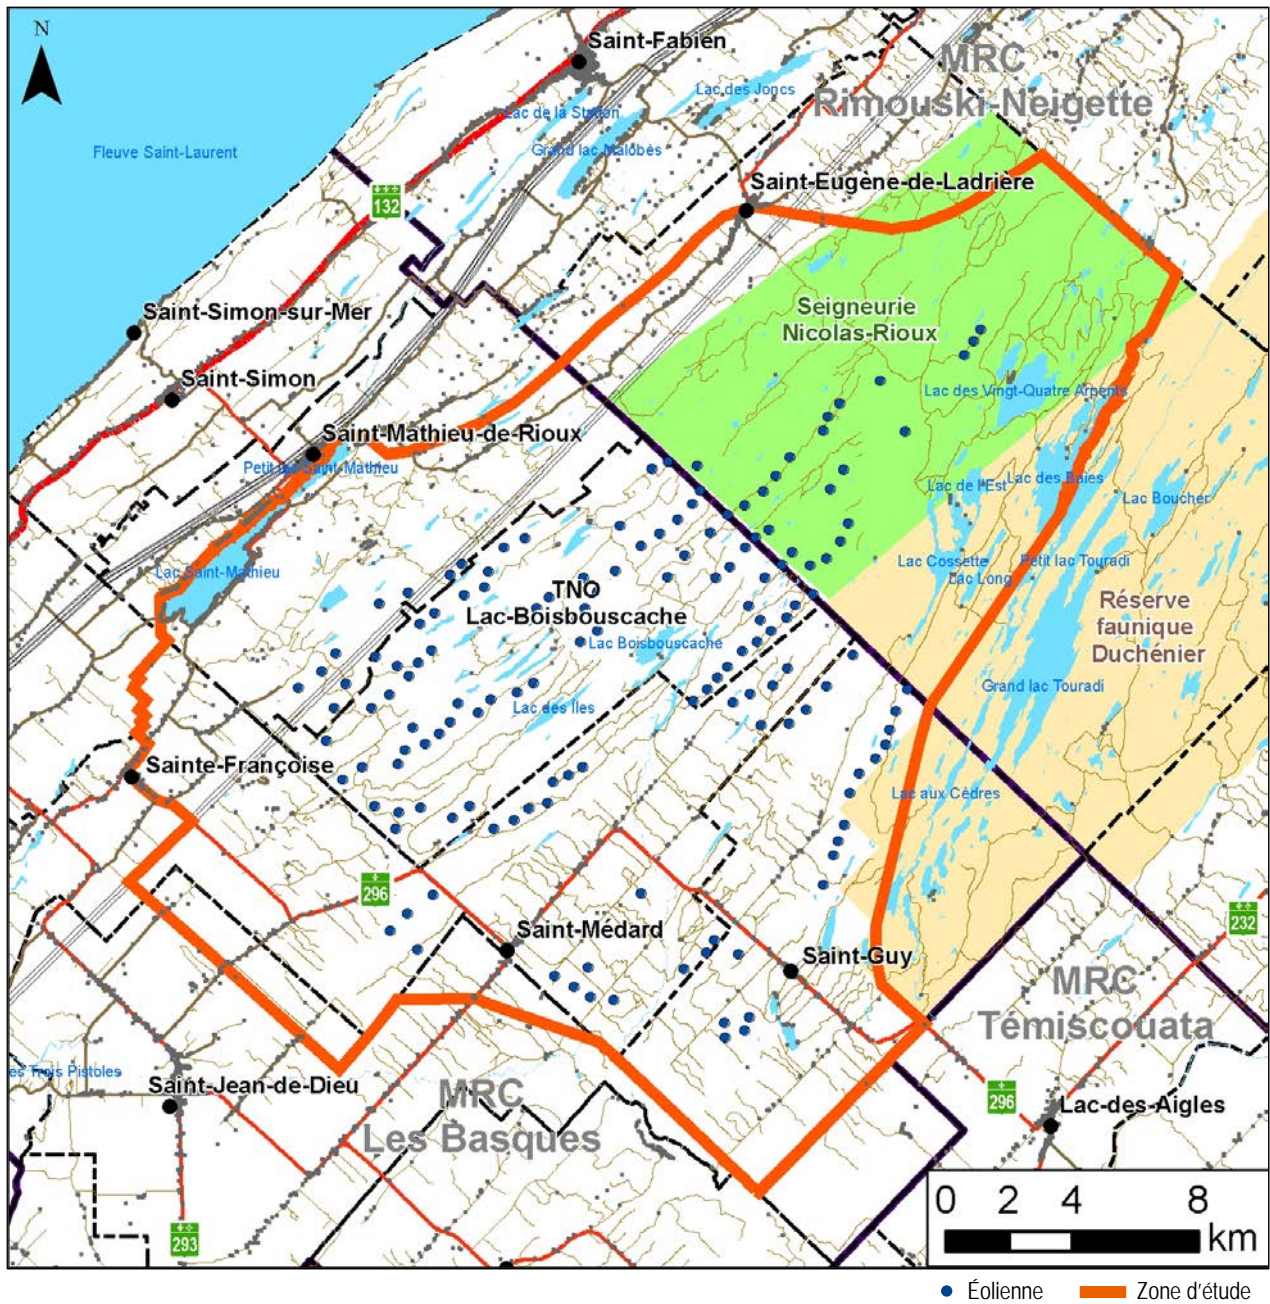 N
Saint-Fabien
MRC
Rimouski-Neigette
Lac des Joncs
Lac de la Station
Grand lac Malobès
Fleuve Saint-Laurent
132
Saint-Eugène-de-Ladrière
Seigneurie
Nicolas-Rioux
Saint-Simon-sur-Mer
Saint-Simon
Lac des Vingt-Quatre Arpents
Saint-Mathieu-de-Rioux
Petit lac Saint-Mathieu
Lac de l'Est
Lac des Baies
Lac Boucher
Lac Cossette
Petit lac Touradi
Lac Long
Lac Saint-Mathieu
TNO
Lac-Boisbouscache
Lac Boisbouscache
Réserve
faunique
Duchénier
Grand lac Touradi
Lac des Îles
Sainte-Françoise
Lac aux Cèdres
296
232
Saint-Médard
Saint-Guy
MRC
Témiscouata
es Trois Pistoles
Saint-Jean-de-Dieu
MRC
Les Basques
296
Lac-des-Aigles
293
0 2 4 8
km
Éolienne
Zone d'étude